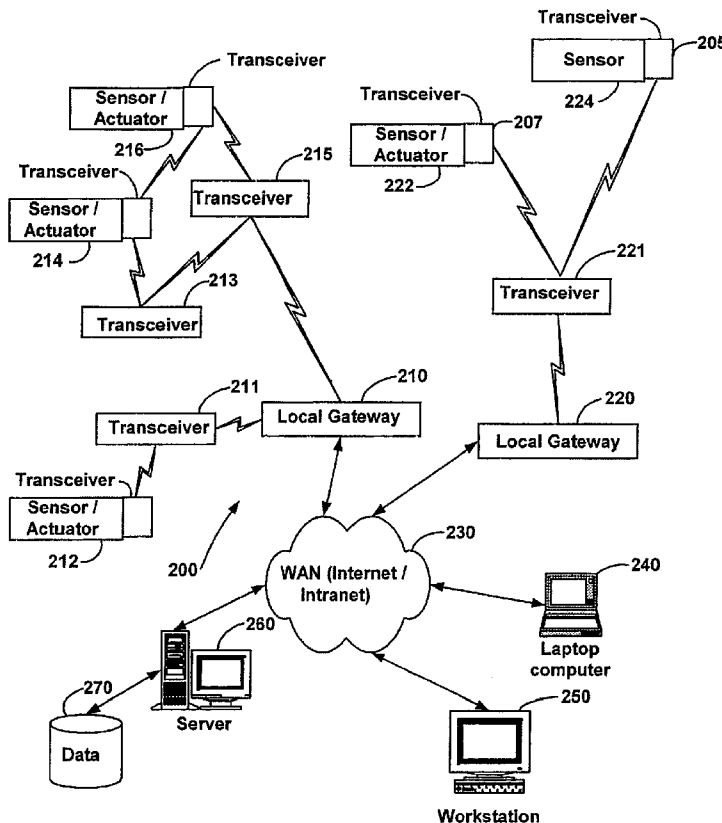 Transceiver
205
Sensor
224
Transceiver
Sensor /
Actuator
216
Transceiver
207
Sensor /
Actuator
222
215
Transceiver
Transceiver
Sensor /
Actuator
214
213
Transceiver
221
Transceiver
211
Transceiver
210
Local Gateway
220
Local Gateway
Transceiver
Sensor /
Actuator
212
200
230
WAN (Internet /
Intranet)
240
Laptop
computer
260
Server
270
Data
250
Workstation